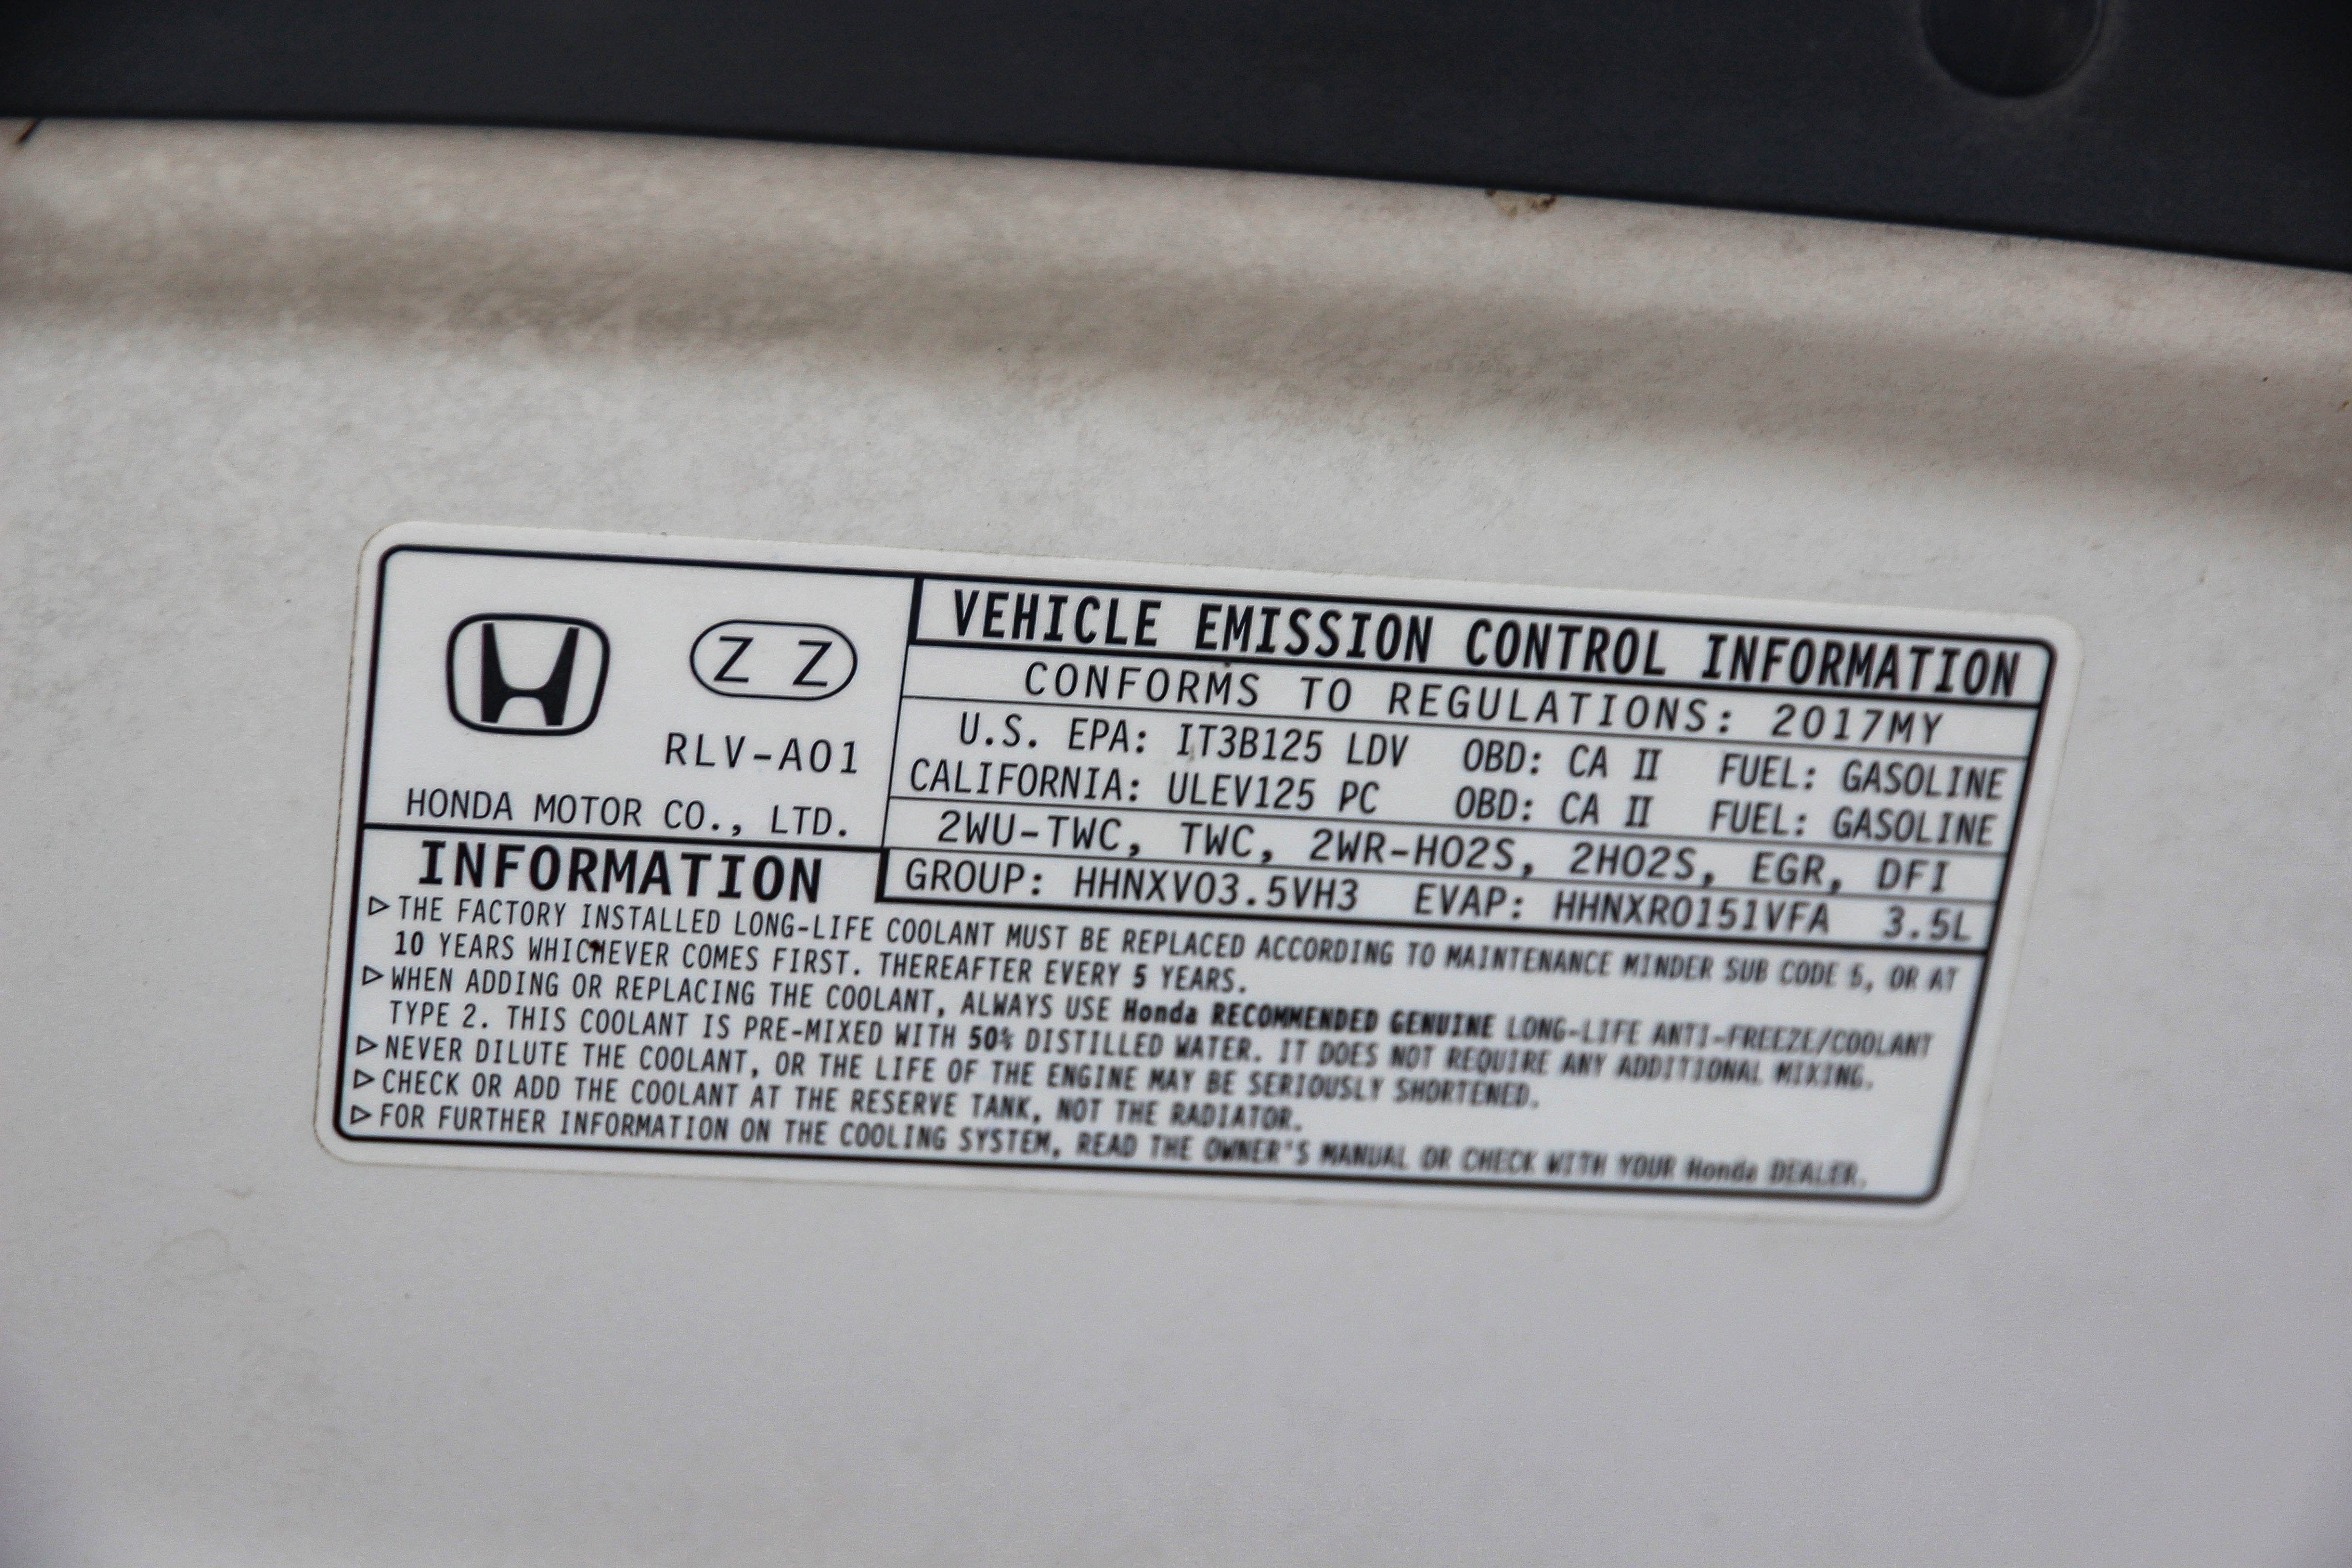 Z Z
RLV-A01
HONDA MOTOR CO., LTD.
VEHICLE EMISSION CONTROL INFORMATION
CONFORMS TO REGULATIONS: 2017MY
U.S. EPA: IT3B125 LDV OBD: CA II FUEL: GASOLINE
CALIFORNIA: ULEV125 PC OBD: CA II FUEL: GASOLINE
2WU-TWC, TWC, 2WR-HO2S, 2HO2S, EGR, DFI
GROUP: HHNXV03.5VH3 EVAP: HHNXR0151VFA 3.5L
INFORMATION
▷THE FACTORY INSTALLED LONG-LIFE COOLANT MUST BE REPLACED ACCORDING TO MAINTENANCE MINDER SUB CODE 5, OR AT
10 YEARS WHICHEVER COMES FIRST. THEREAFTER EVERY 5 YEARS.
▷WHEN ADDING OR REPLACING THE COOLANT, ALWAYS USE Honda RECOMMENDED GENUINE LONG-LIFE ANTI-FREEZE/COOLANT
TYPE 2. THIS COOLANT IS PRE-MIXED WITH 50% DISTILLED WATER. IT DOES NOT REQUIRE ANY ADDITIONAL MIXING.
▷NEVER DILUTE THE COOLANT, OR THE LIFE OF THE ENGINE MAY BE SERIOUSLY SHORTENED.
▷CHECK OR ADD THE COOLANT AT THE RESERVE TANK, NOT THE RADIATOR.
▷FOR FURTHER INFORMATION ON THE COOLING SYSTEM, READ THE OWNER'S MANUAL OR CHECK WITH YOUR Honda DEALER.